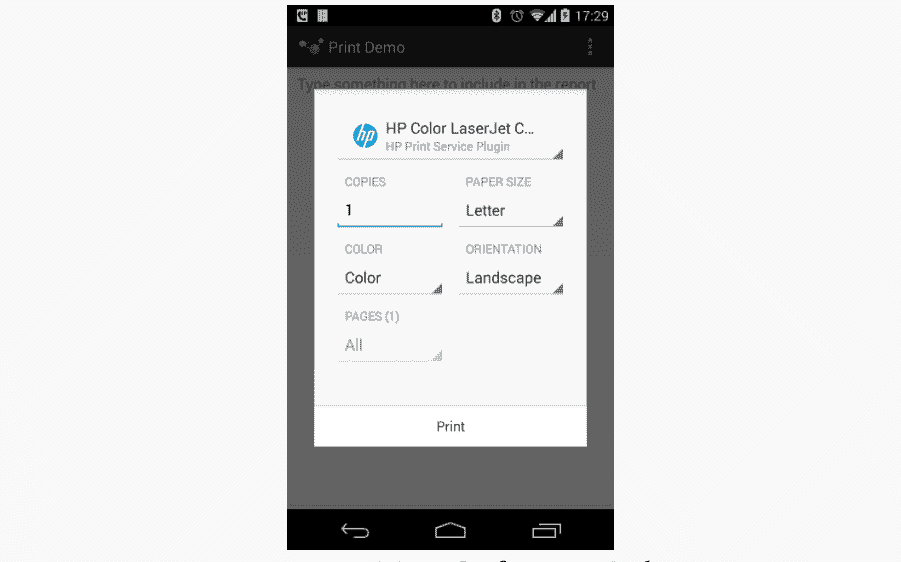 17:29
Print Demo
Type something here to include in the report
hp
HP Color LaserJet C...
HP Print Service Plugin
COPIES
PAPER SIZE
1
Letter
COLOR
ORIENTATION
Color
Landscape
PAGES (1)
All
Print